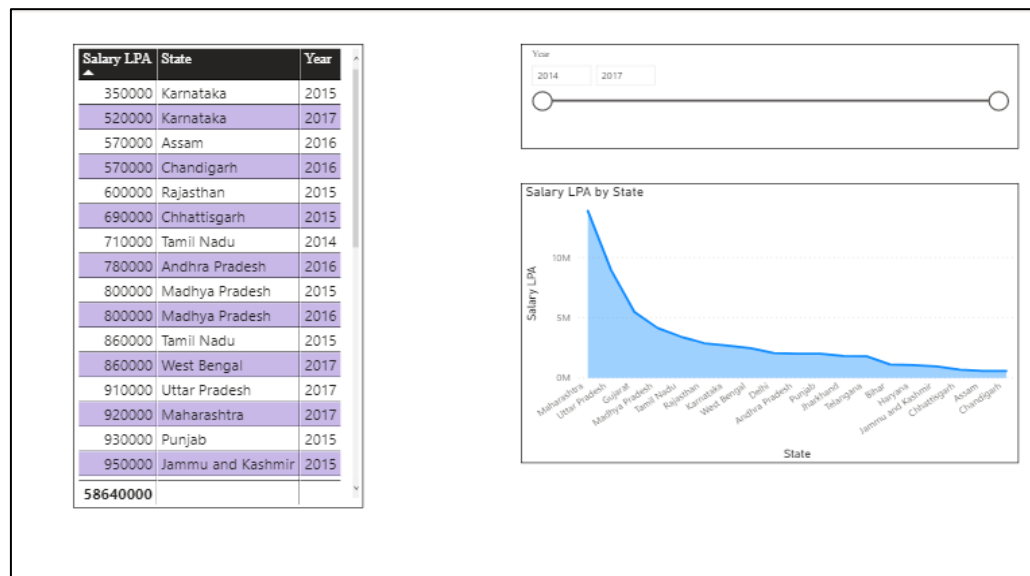 Salary LPA State Year
350000 Karnataka 2015
520000 Karnataka 2017
570000 Assam 2016
570000 Chandigarh 2016
600000 Rajasthan 2015
690000 Chhattisgarh 2015
710000 Tamil Nadu 2014
780000 Andhra Pradesh 2016
800000 Madhya Pradesh 2015
800000 Madhya Pradesh 2016
860000 Tamil Nadu 2015
860000 West Bengal 2017
910000 Uttar Pradesh 2017
920000 Maharashtra 2017
930000 Punjab 2015
950000 Jammu and Kashmir 2015
58640000
Year
2014 2017
Salary LPA by State
Salary LPA
10M
5M
0M
Maharashtra
Uttar Pradesh
Gujarat
Madhya Pradesh
Tamil Nadu
Rajasthan
Karnataka
West Bengal
Delhi
Andhra Pradesh
Punjab
Jharkhand
Telangana
Bihar
Haryana
Jammu and Kashmir
Chhattisgarh
Assam
Chandigarh
State